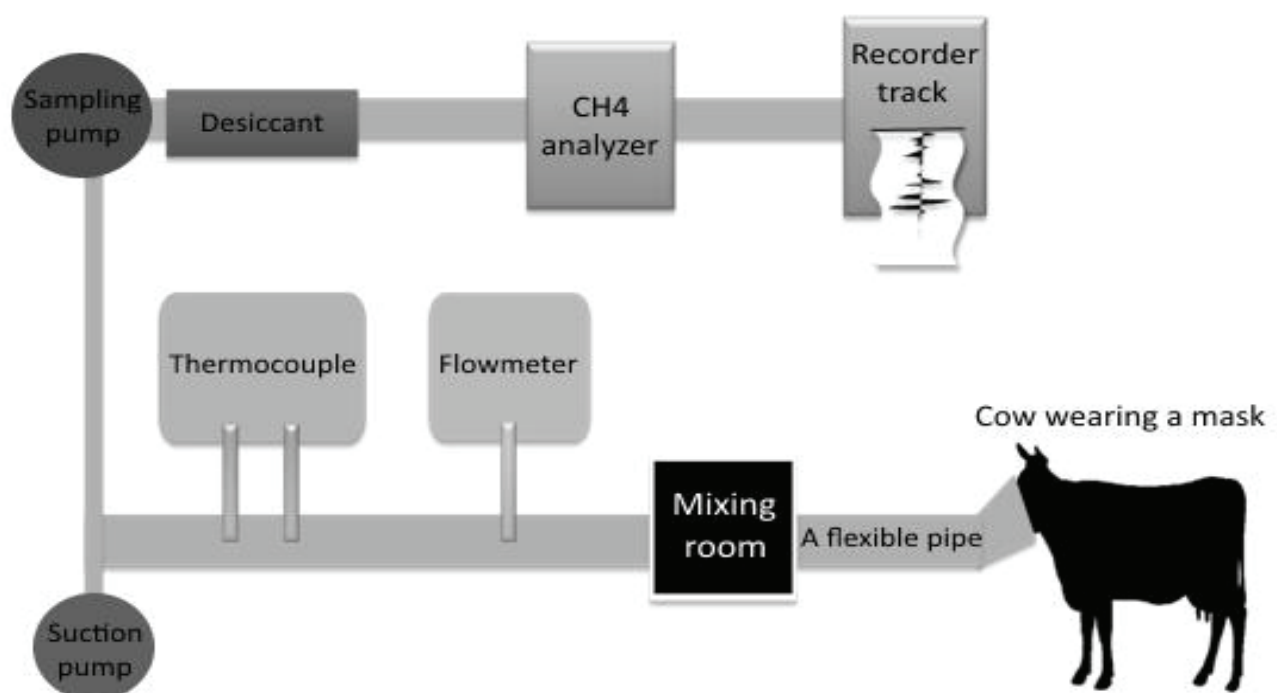 Sampling
pump
Desiccant
CH4
analyzer
Recorder
track
Thermocouple
Flowmeter
Cow wearing a mask
Mixing
room
A flexible pipe
Suction
pump